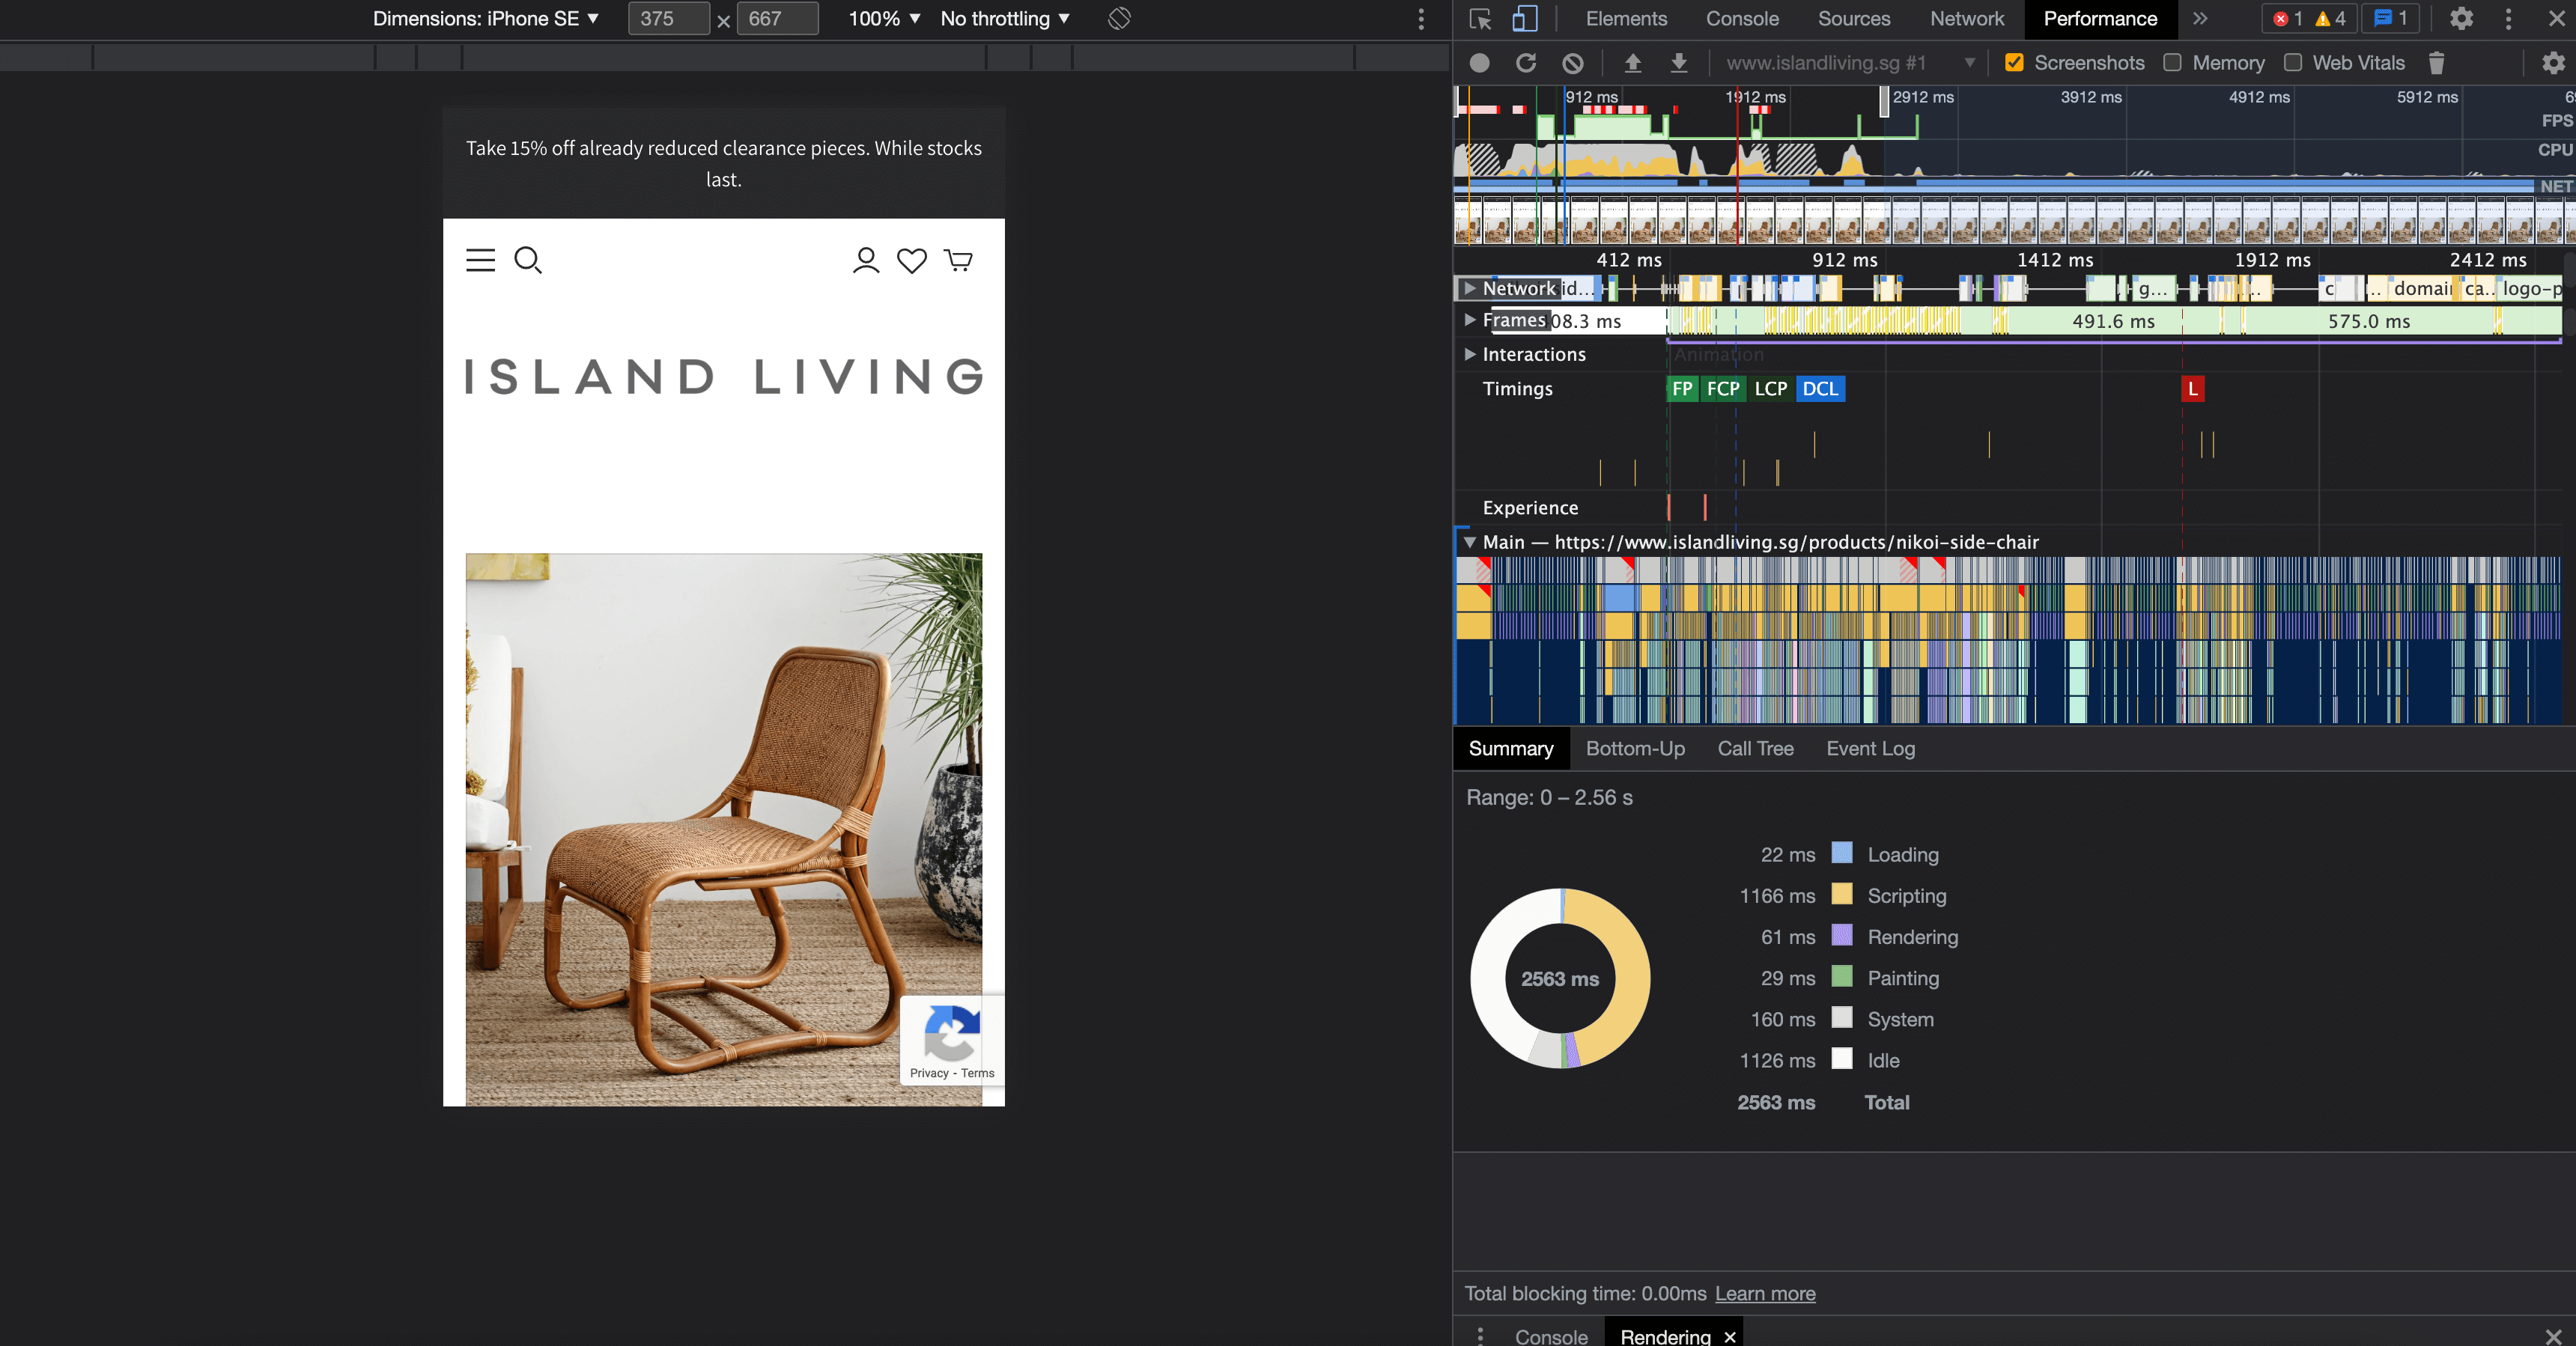 Dimensions: iPhone SE ▼ 375 × 667 100% ▼ No throttling ▼
Elements Console Sources Network Performance » 1 4 1
www.islandliving.sg #1 ▼ Screenshots Memory Web Vitals
912 ms 1912 ms 2912 ms 3912 ms 4912 ms 5912 ms
FPS
CPU
NET
412 ms 912 ms 1412 ms 1912 ms 2412 ms
Network id... g... .. c .. domain ca.. logo-p
Frames 08.3 ms 491.6 ms 575.0 ms
Interactions Animation
Timings FP FCP LCP DCL L
Experience
Main — https://www.islandliving.sg/products/nikoi-side-chair
Summary Bottom-Up Call Tree Event Log
Range: 0 – 2.56 s
22 ms Loading
1166 ms Scripting
61 ms Rendering
29 ms Painting
160 ms System
1126 ms Idle
2563 ms Total
2563 ms
Total blocking time: 0.00ms Learn more
Console Rendering ×
Take 15% off already reduced clearance pieces. While stocks
last.
ISLAND LIVING
Privacy - Terms